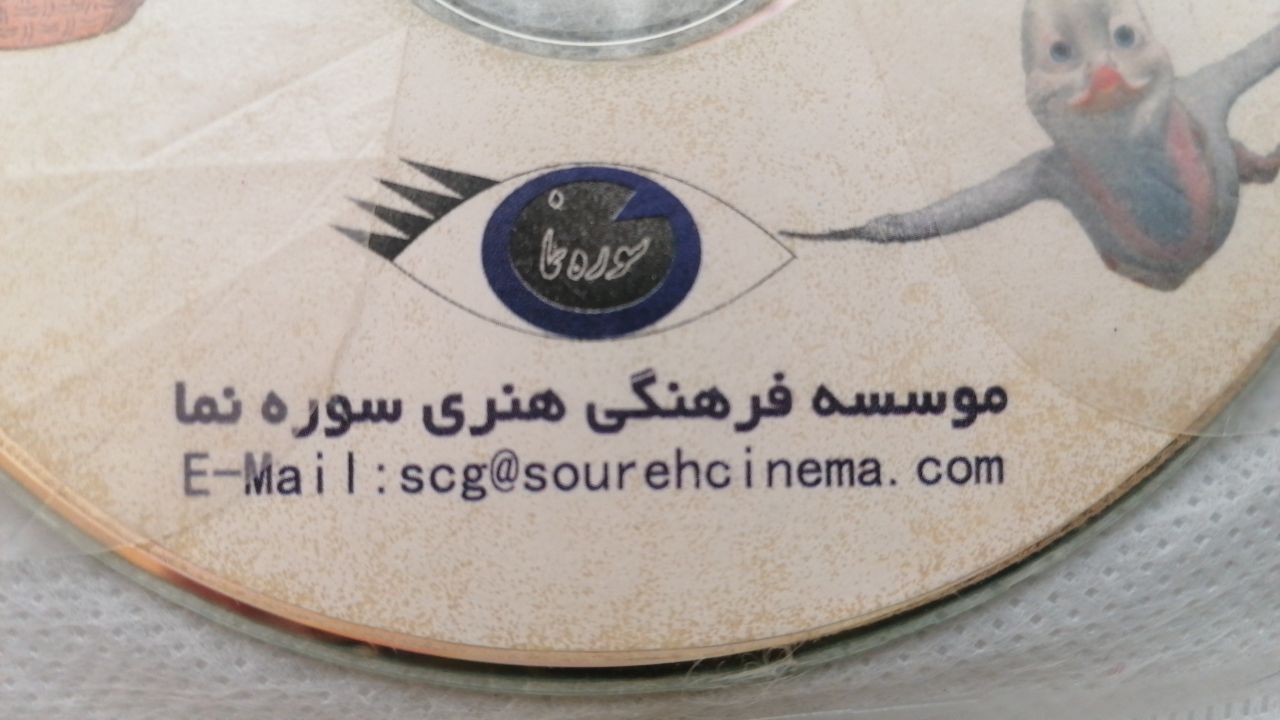 سوره نما
موسسه فرهنگی هنری سوره نما
E-Mail:scg@sourehcinema.com